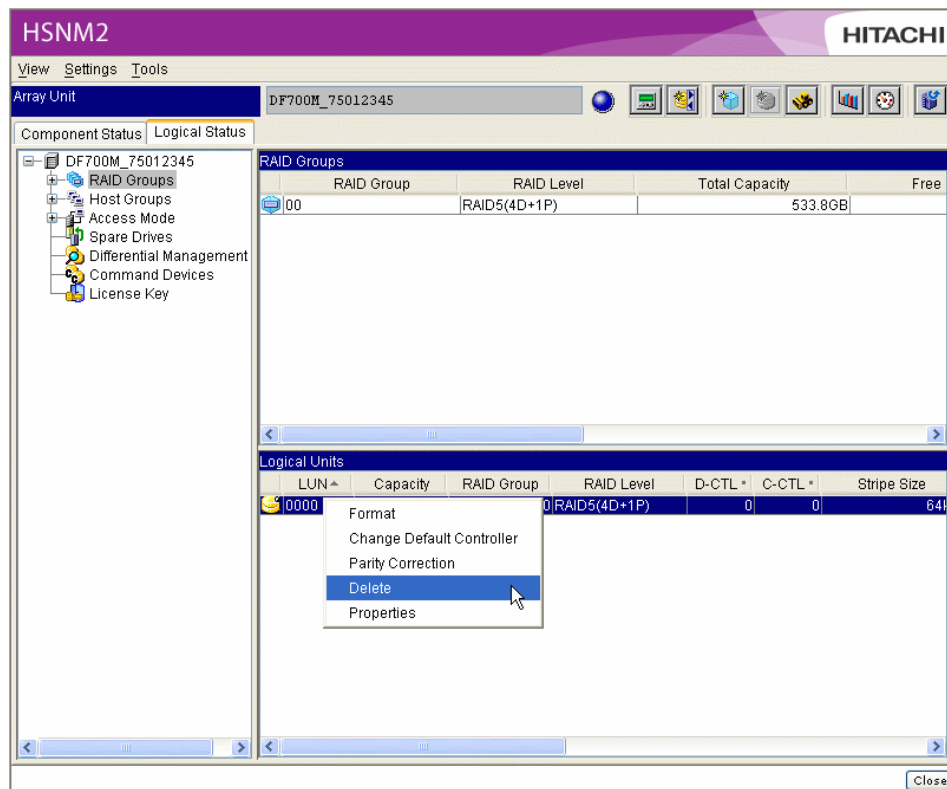 HSNM2
HITACHI
View Settings Tools
Array Unit
DF700M_75012345
Component Status Logical Status
DF700M_75012345
RAID Groups
Host Groups
Access Mode
Spare Drives
Differential Management
Command Devices
License Key
RAID Groups
RAID Group RAID Level Total Capacity Free
00 RAID5(4D+1P) 533.8GB
Logical Units
LUN Capacity RAID Group RAID Level D-CTL * C-CTL * Stripe Size
0000 0 RAID5(4D+1P) 0 0 64
Format
Change Default Controller
Parity Correction
Delete
Properties
Close